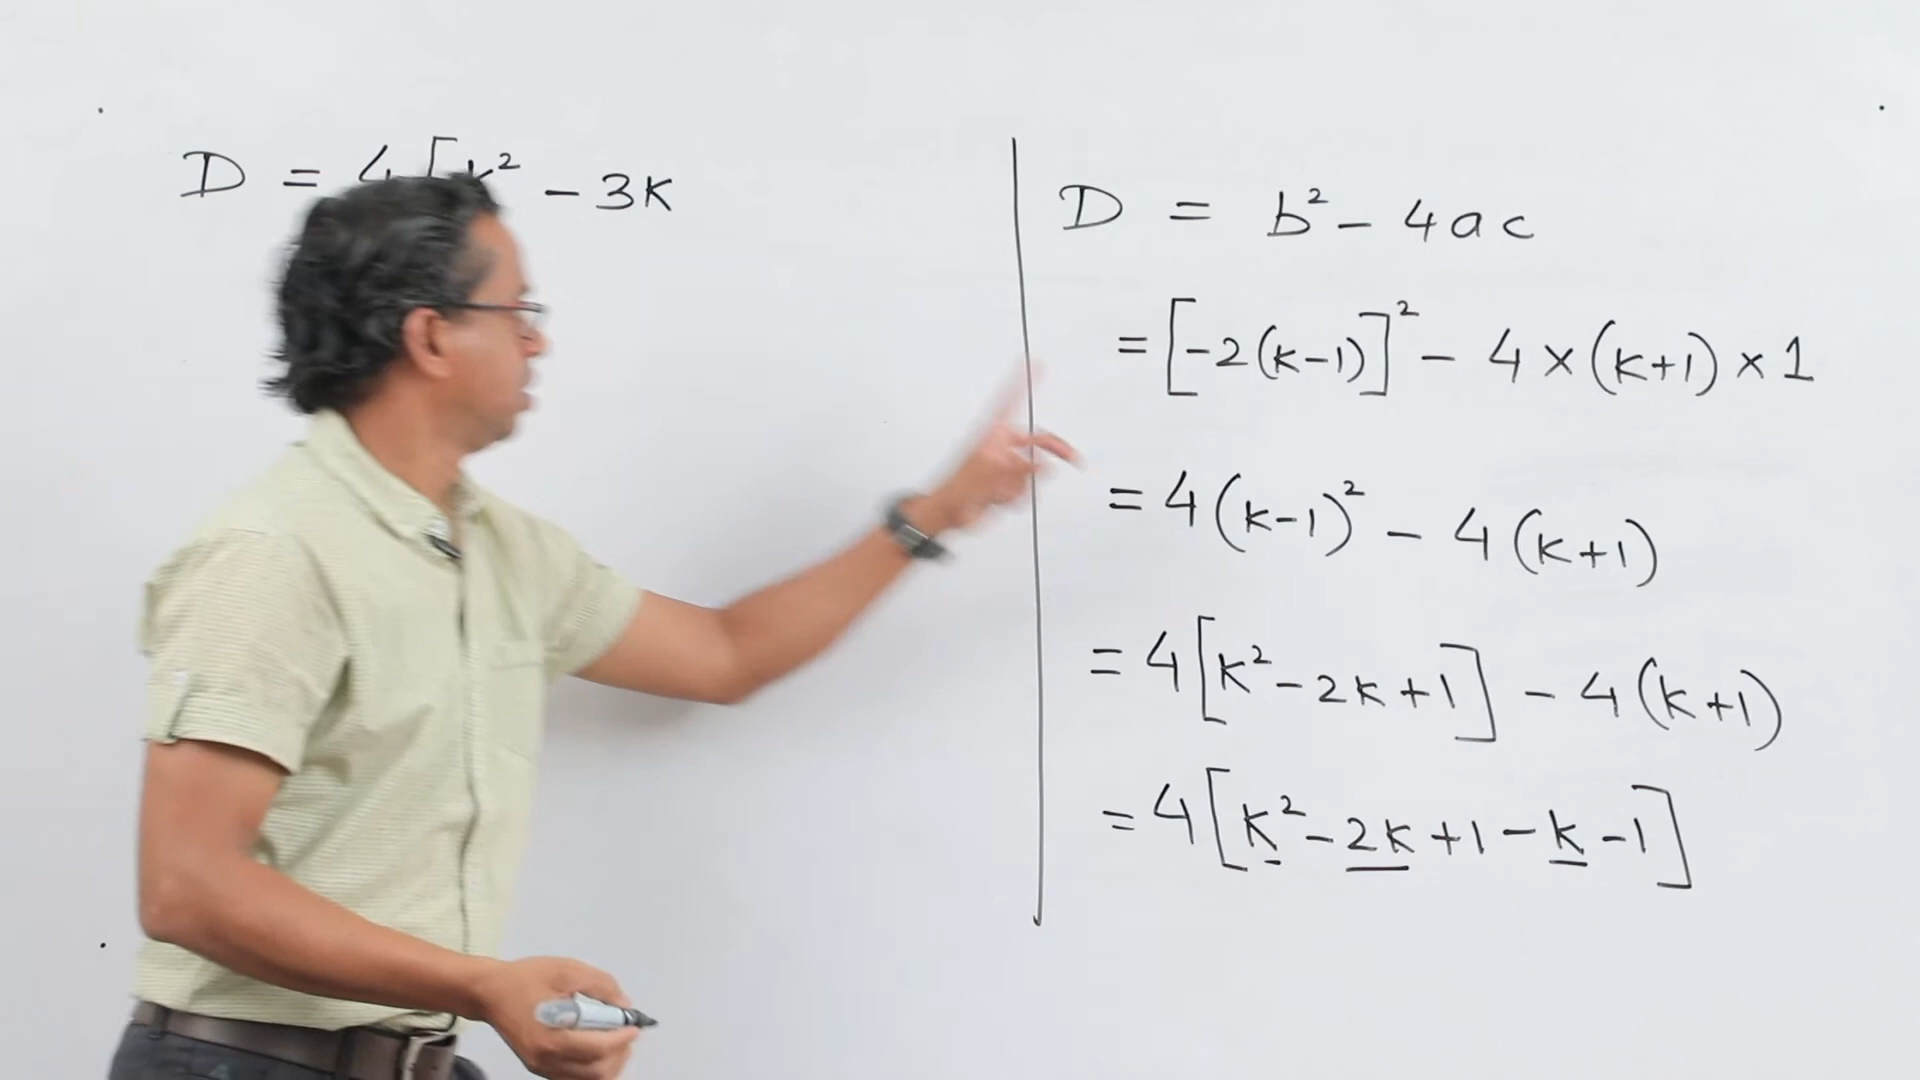 D = 4[k² - 3k
D = b² - 4ac
= [-2(k-1)]² - 4×(k+1)×1
= 4(k-1)² - 4(k+1)
= 4[k² - 2k + 1] - 4(k+1)
= 4[k² - 2k + 1 - k - 1]